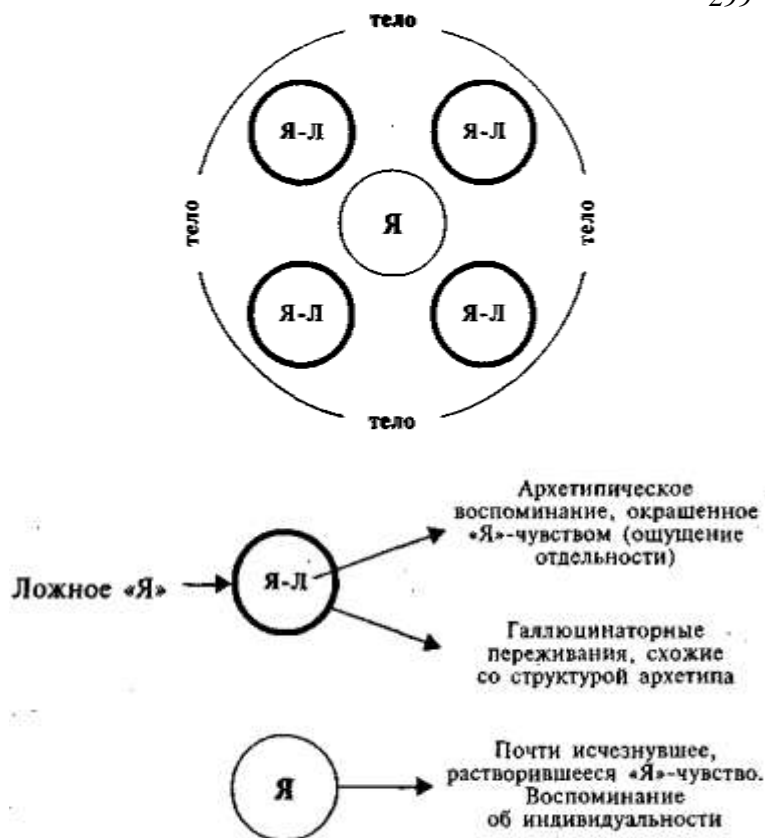 тело
Я-Л Я-Л
тело Я тело
Я-Л Я-Л
тело
Архетипическое
воспоминание, окрашенное
«Я»-чувством (ощущение
отдельности)
Ложное «Я»
Я-Л
Галлюцинаторные
переживания, схожие
со структурой архетипа
Я
Почти исчезнувшее,
растворившееся «Я»-чувство.
Воспоминание
об индивидуальности